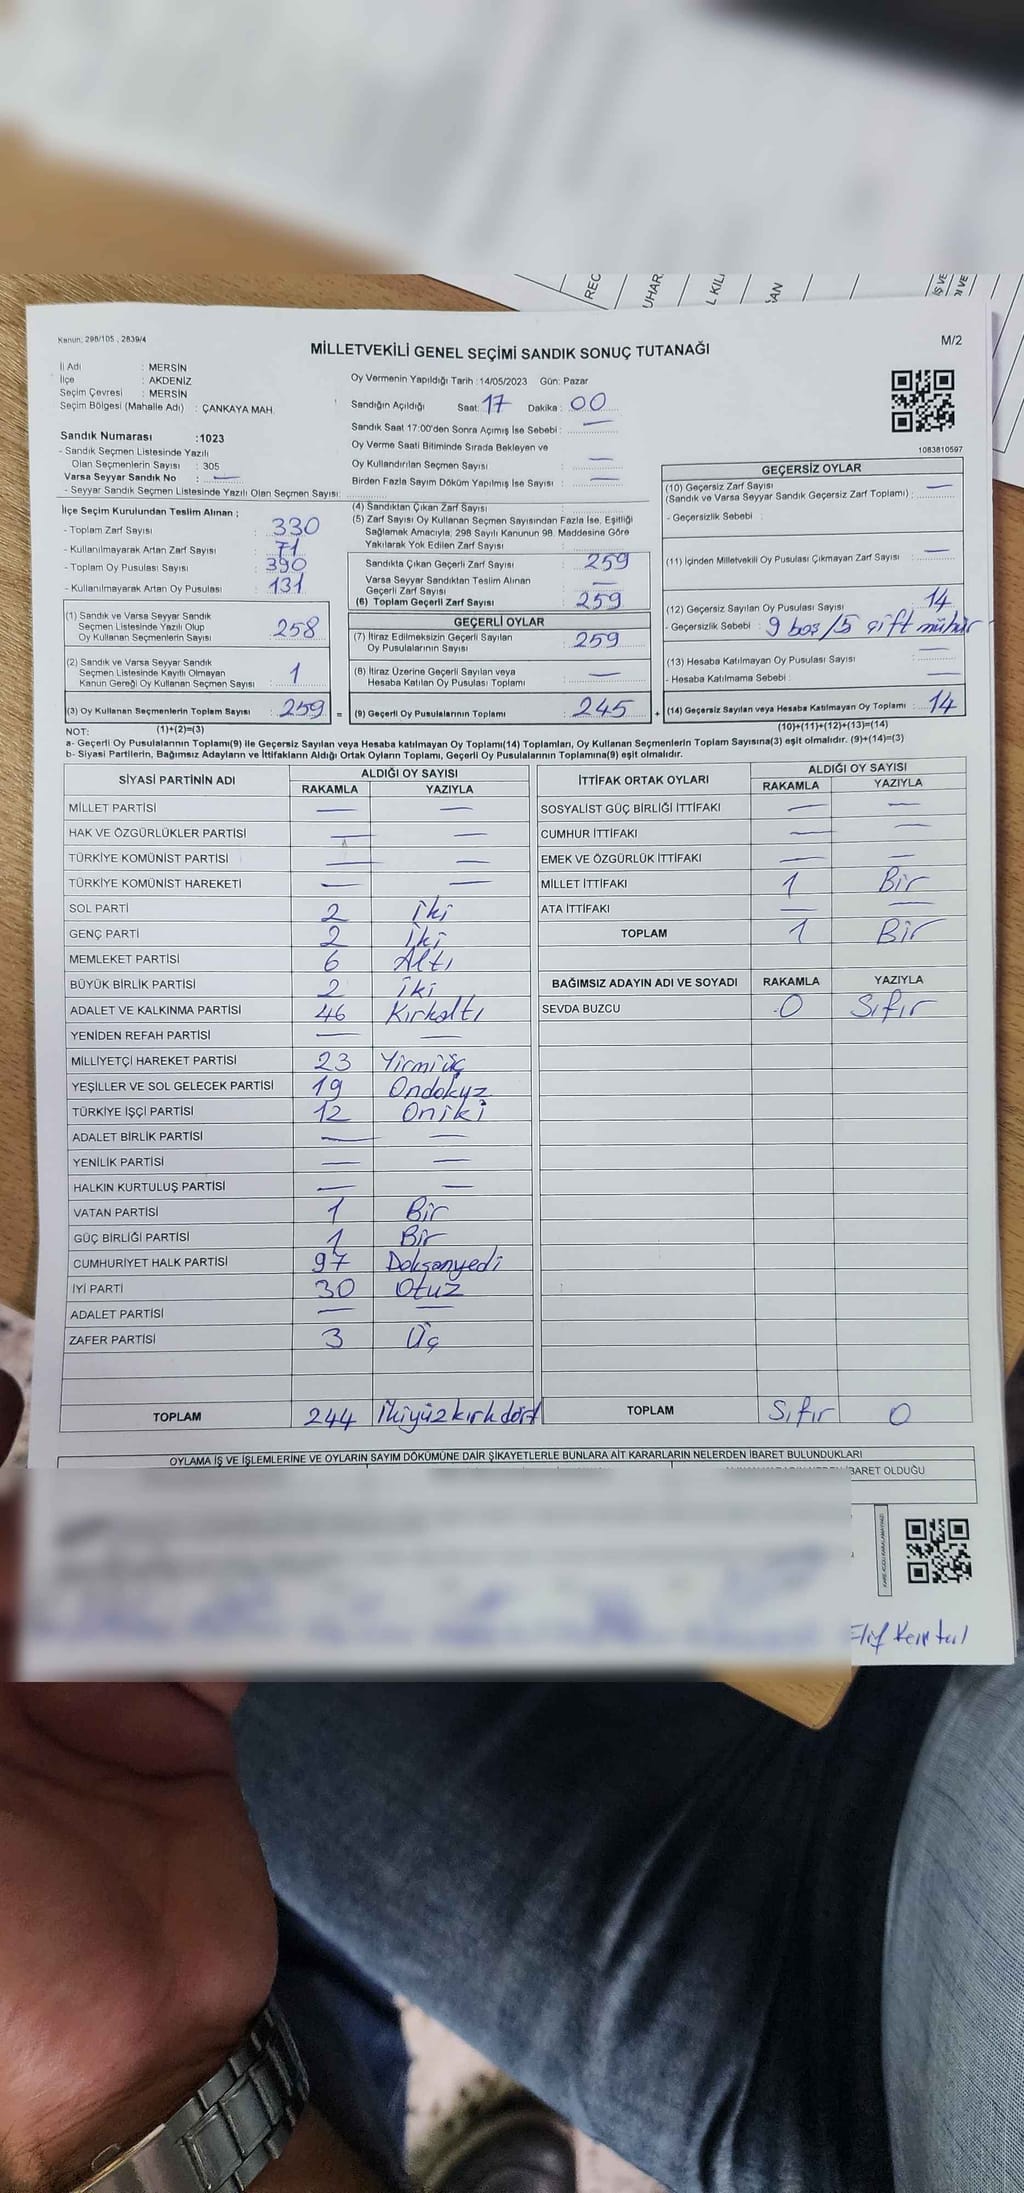 REC
UHAR
L KILI
SAN
İŞ VE
Kanun: 298/105 , 2839/4
M/2
MİLLETVEKİLİ GENEL SEÇİMİ SANDIK SONUÇ TUTANAĞI
İl Adı : MERSİN
İlçe : AKDENİZ
Seçim Çevresi : MERSİN
Seçim Bölgesi (Mahalle Adı) : ÇANKAYA MAH.
Oy Vermenin Yapıldığı Tarih :14/05/2023 Gün: Pazar
Sandığın Açıldığı Saat: 17 Dakika : 00
Sandık Saat 17:00'den Sonra Açımış İse Sebebi : —
Oy Verme Saati Bitiminde Sırada Bekleyen ve
Oy Kullandırılan Seçmen Sayısı : —
Birden Fazla Sayım Döküm Yapılmış İse Sayısı : —
1083810597
Sandık Numarası :1023
- Sandık Seçmen Listesinde Yazılı
Olan Seçmenlerin Sayısı : 305
Varsa Seyyar Sandık No : —
- Seyyar Sandık Seçmen Listesinde Yazılı Olan Seçmen Sayısı:
İlçe Seçim Kurulundan Teslim Alınan ;
- Toplam Zarf Sayısı : 330
- Kullanılmayarak Artan Zarf Sayısı : 71
- Toplam Oy Pusulası Sayısı : 390
- Kullanılmayarak Artan Oy Pusulası : 131
(1) Sandık ve Varsa Seyyar Sandık
Seçmen Listesinde Yazılı Olup
Oy Kullanan Seçmenlerin Sayısı : 258
(2) Sandık ve Varsa Seyyar Sandık
Seçmen Listesinde Kayıtlı Olmayan
Kanun Gereği Oy Kullanan Seçmen Sayısı : 1
(3) Oy Kullanan Seçmenlerin Toplam Sayısı : 259 =
(4) Sandıktan Çıkan Zarf Sayısı :
(5) Zarf Sayısı Oy Kullanan Seçmen Sayısından Fazla İse, Eşitliği
Sağlamak Amacıyla; 298 Sayılı Kanunun 98. Maddesine Göre
Yakılarak Yok Edilen Zarf Sayısı :
Sandıkta Çıkan Geçerli Zarf Sayısı : 259
Varsa Seyyar Sandıktan Teslim Alınan
Geçerli Zarf Sayısı : —
(6) Toplam Geçerli Zarf Sayısı : 259
GEÇERLİ OYLAR
(7) İtiraz Edilmeksizin Geçerli Sayılan
Oy Pusulalarının Sayısı : 259
(8) İtiraz Üzerine Geçerli Sayılan veya
Hesaba Katılan Oy Pusulası Toplamı : —
(9) Geçerli Oy Pusulalarının Toplamı : 245 +
GEÇERSİZ OYLAR
(10) Geçersiz Zarf Sayısı
(Sandık ve Varsa Seyyar Sandık Geçersiz Zarf Toplamı) : —
- Geçersizlik Sebebi :
(11) İçinden Milletvekili Oy Pusulası Çıkmayan Zarf Sayısı : —
(12) Geçersiz Sayılan Oy Pusulası Sayısı : 14
- Geçersizlik Sebebi : 9 boş/5 çift mühür
(13) Hesaba Katılmayan Oy Pusulası Sayısı : —
- Hesaba Katılmama Sebebi : —
(14) Geçersiz Sayılan veya Hesaba Katılmayan Oy Toplamı : 14
NOT: (1)+(2)=(3)
(10)+(11)+(12)+(13)=(14)
a- Geçerli Oy Pusulalarının Toplamı(9) ile Geçersiz Sayılan veya Hesaba katılmayan Oy Toplamı(14) Toplamları, Oy Kullanan Seçmenlerin Toplam Sayısına(3) eşit olmalıdır. (9)+(14)=(3)
b- Siyasi Partilerin, Bağımsız Adayların ve İttifakların Aldığı Ortak Oyların Toplamı, Geçerli Oy Pusulalarının Toplamına(9) eşit olmalıdır.
SİYASİ PARTİNİN ADI ALDIĞI OY SAYISI
RAKAMLA YAZIYLA
MİLLET PARTİSİ — —
HAK VE ÖZGÜRLÜKLER PARTİSİ — —
TÜRKİYE KOMÜNİST PARTİSİ — —
TÜRKİYE KOMÜNİST HAREKETİ — —
SOL PARTİ 2 İki
GENÇ PARTİ 2 İki
MEMLEKET PARTİSİ 6 Altı
BÜYÜK BİRLİK PARTİSİ 2 İki
ADALET VE KALKINMA PARTİSİ 46 Kırkaltı
YENİDEN REFAH PARTİSİ — —
MİLLİYETÇİ HAREKET PARTİSİ 23 Yirmiüç
YEŞİLLER VE SOL GELECEK PARTİSİ 19 Ondokuz
TÜRKİYE İŞÇİ PARTİSİ 12 Oniki
ADALET BİRLİK PARTİSİ — —
YENİLİK PARTİSİ — —
HALKIN KURTULUŞ PARTİSİ — —
VATAN PARTİSİ 1 Bir
GÜÇ BİRLİĞİ PARTİSİ 1 Bir
CUMHURİYET HALK PARTİSİ 97 Doksanyedi
İYİ PARTİ 30 Otuz
ADALET PARTİSİ — —
ZAFER PARTİSİ 3 Üç
TOPLAM 244 İkiyüzkırkdört
İTTİFAK ORTAK OYLARI ALDIĞI OY SAYISI
RAKAMLA YAZIYLA
SOSYALİST GÜÇ BİRLİĞİ İTTİFAKI — —
CUMHUR İTTİFAKI — —
EMEK VE ÖZGÜRLÜK İTTİFAKI — —
MİLLET İTTİFAKI 1 Bir
ATA İTTİFAKI — —
TOPLAM 1 Bir
BAĞIMSIZ ADAYIN ADI VE SOYADI RAKAMLA YAZIYLA
SEVDA BUZCU 0 Sıfır
TOPLAM Sıfır 0
OYLAMA İŞ VE İŞLEMLERİNE VE OYLARIN SAYIM DÖKÜMÜNE DAİR ŞİKAYETLERLE BUNLARA AİT KARARLARIN NELERDEN İBARET BULUNDUKLARI
İBARET OLDUĞU
Elif